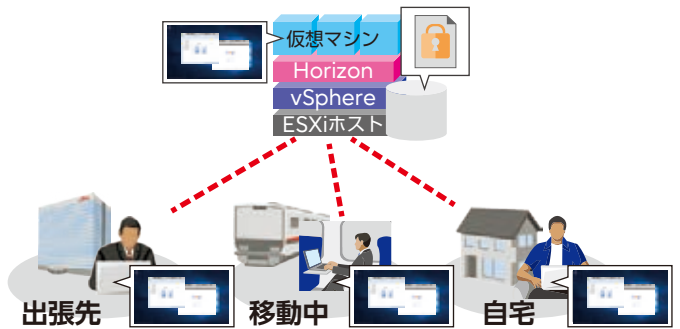 仮想マシン
Horizon
vSphere
ESXiホスト
出張先
移動中
自宅